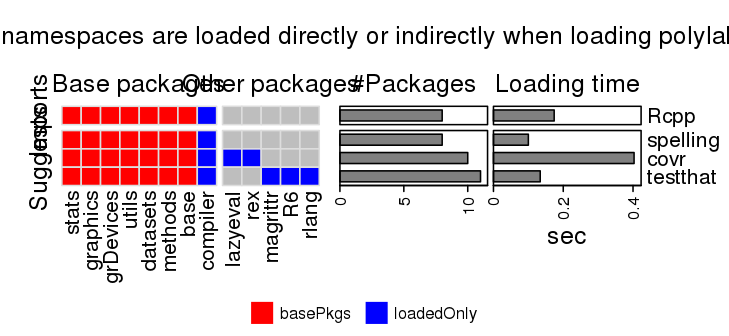 namespaces are loaded directly or indirectly when loading polylal
Base packages
Other packages
#Packages
Loading time
Imports
Suggests
Rcpp
spelling
covr
testthat
stats
graphics
grDevices
utils
datasets
methods
base
compiler
lazyeval
rex
magrittr
R6
rlang
0
5
10
0
0.2
0.4
sec
basePkgs
loadedOnly